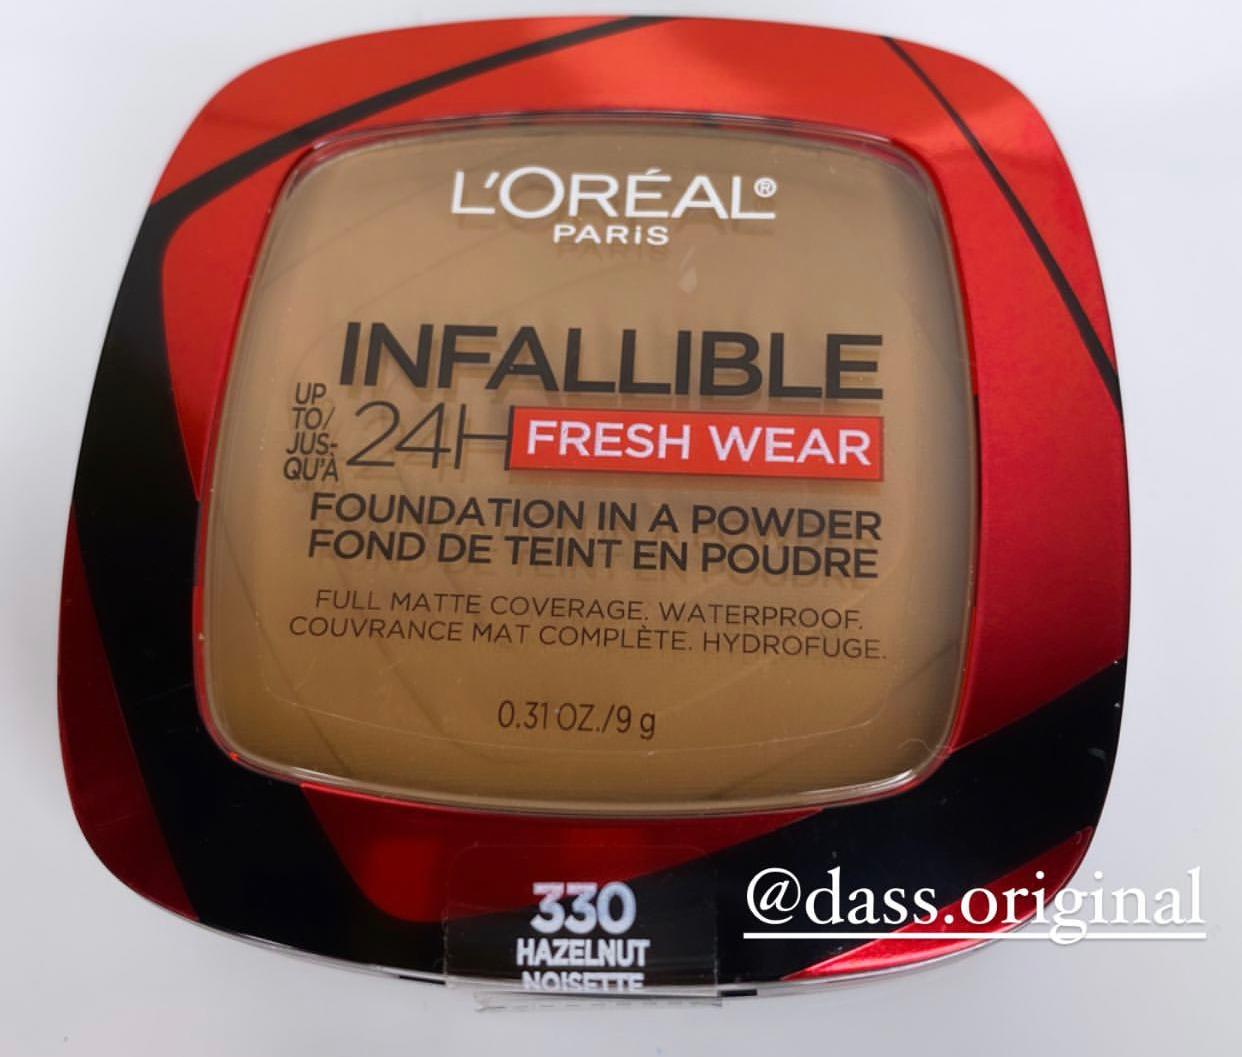 L'ORÉAL®
PARiS
INFALLIBLE
UP
TO/
JUS-
QU'À
24H FRESH WEAR
FOUNDATION IN A POWDER
FOND DE TEINT EN POUDRE
FULL MATTE COVERAGE. WATERPROOF.
COUVRANCE MAT COMPLÈTE. HYDROFUGE.
0.31 OZ./9 g
330
HAZELNUT
NOISETTE
@dass.original